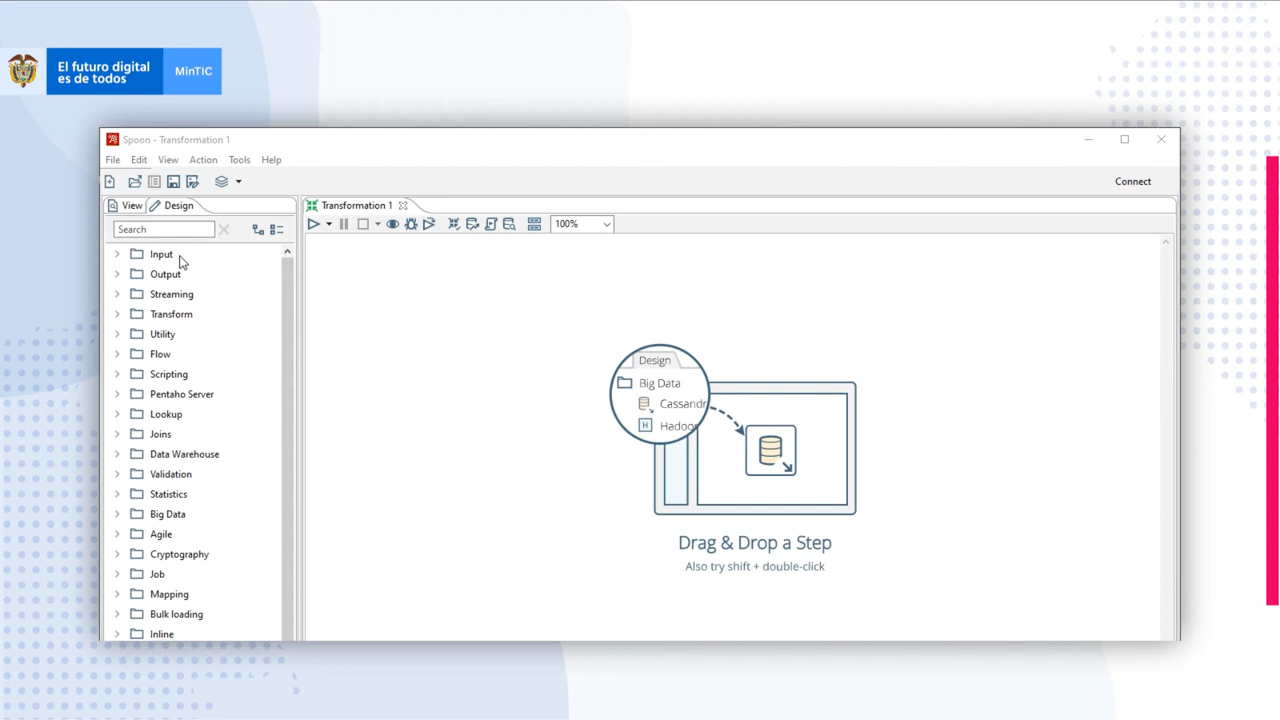 El futuro digital
es de todos
MinTIC
Spoon - Transformation 1
File Edit View Action Tools Help
Connect
View Design
Transformation 1
Search
100%
Input
Output
Streaming
Transform
Utility
Flow
Scripting
Pentaho Server
Lookup
Joins
Data Warehouse
Validation
Statistics
Big Data
Agile
Cryptography
Job
Mapping
Bulk loading
Inline
Design
Big Data
Cassandr
Hadoop
Drag & Drop a Step
Also try shift + double-click